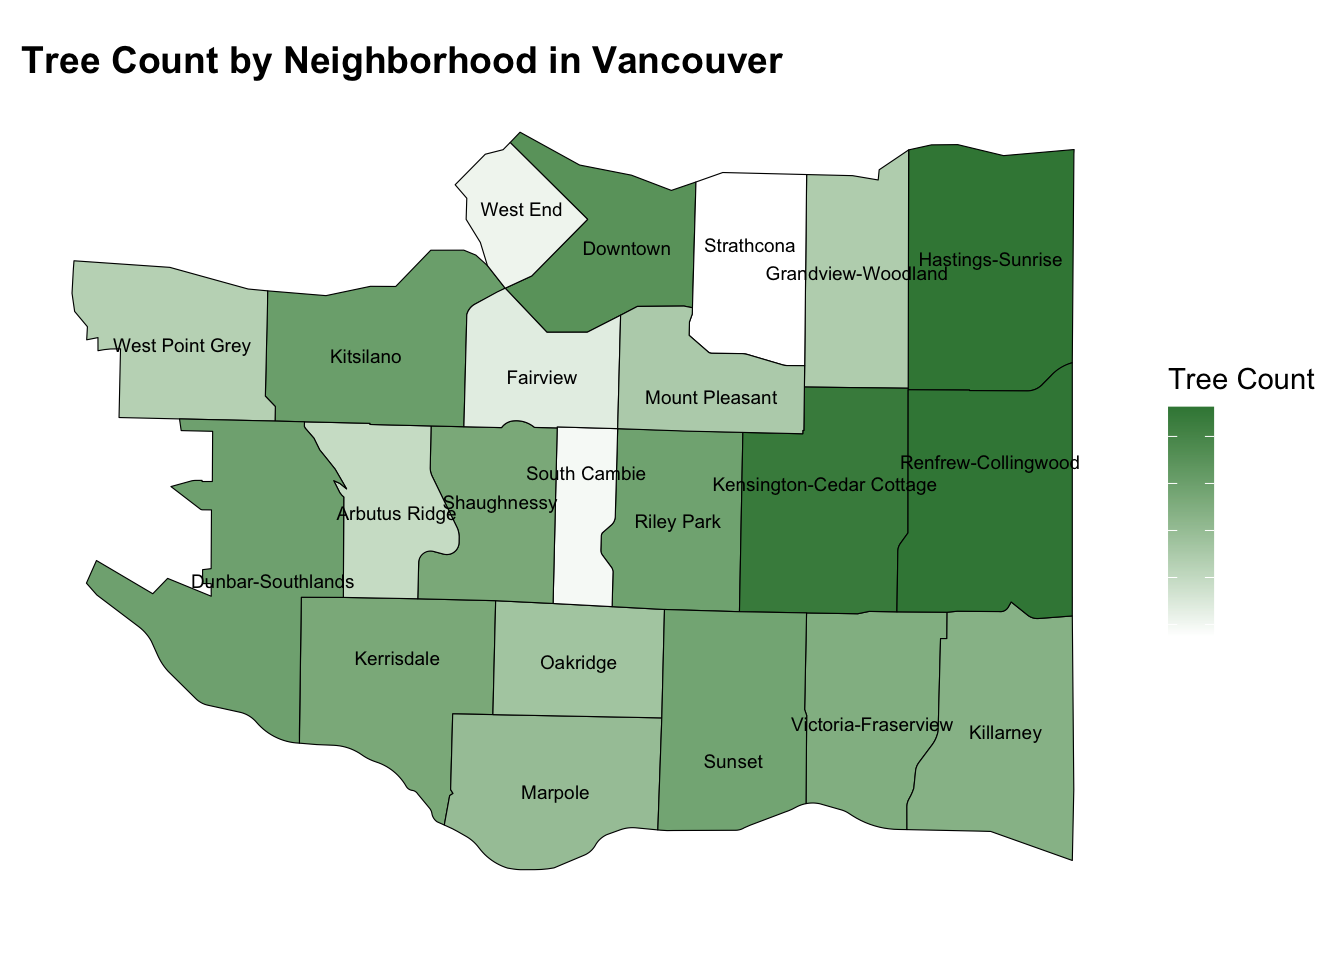 Tree Count by Neighborhood in Vancouver
West End
Downtown
Strathcona
Grandview-Woodland
Hastings-Sunrise
West Point Grey
Kitsilano
Fairview
Mount Pleasant
Tree Count
Renfrew-Collingwood
South Cambie
Kensington-Cedar Cottage
Shaughnessy
Arbutus Ridge
Riley Park
Dunbar-Southlands
Kerrisdale
Oakridge
Victoria-Fraserview
Killarney
Sunset
Marpole